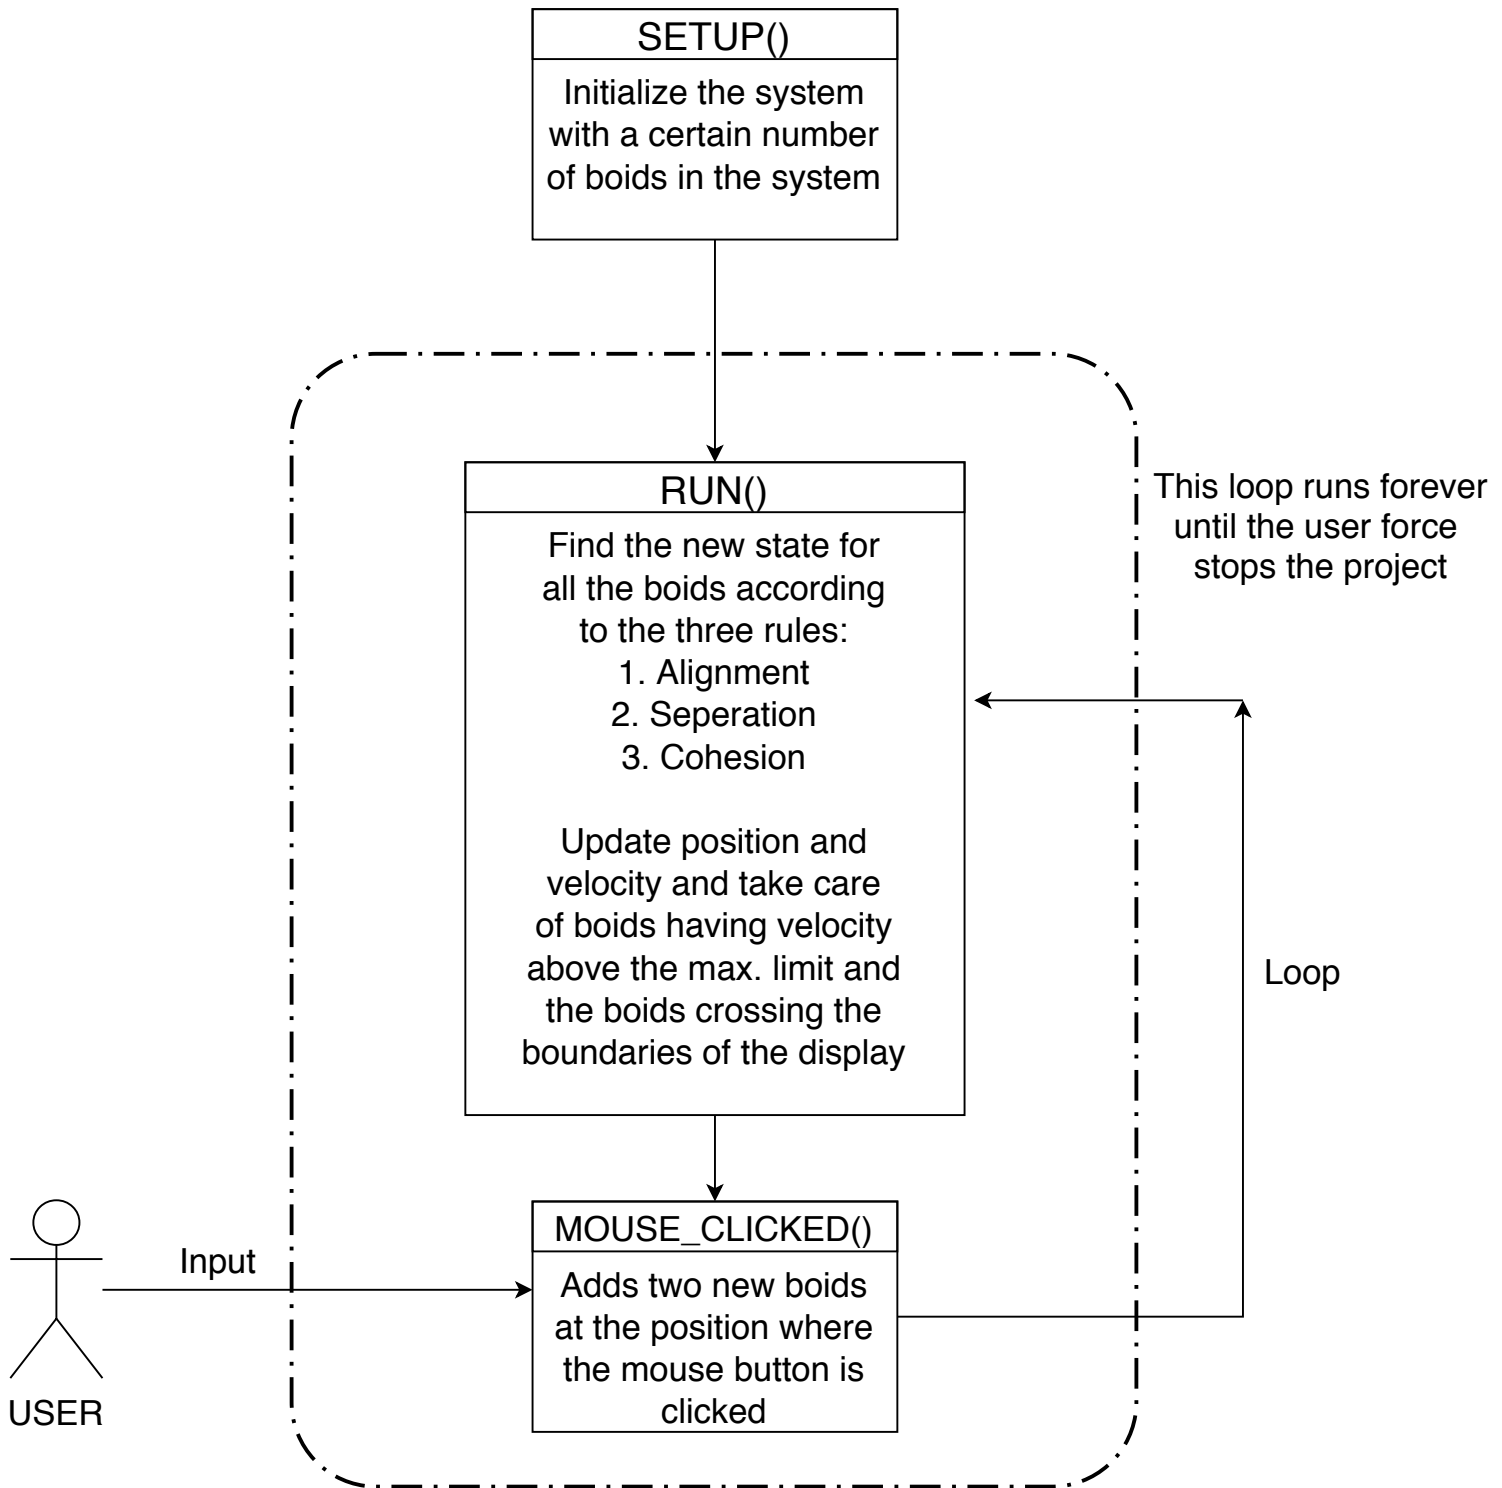 SETUP()
Initialize the system
with a certain number
of boids in the system
RUN()
Find the new state for
all the boids according
to the three rules:
1. Alignment
2. Seperation
3. Cohesion
Update position and
velocity and take care
of boids having velocity
above the max. limit and
the boids crossing the
boundaries of the display
This loop runs forever
until the user force
stops the project
Loop
MOUSE_CLICKED()
Adds two new boids
at the position where
the mouse button is
clicked
Input
USER